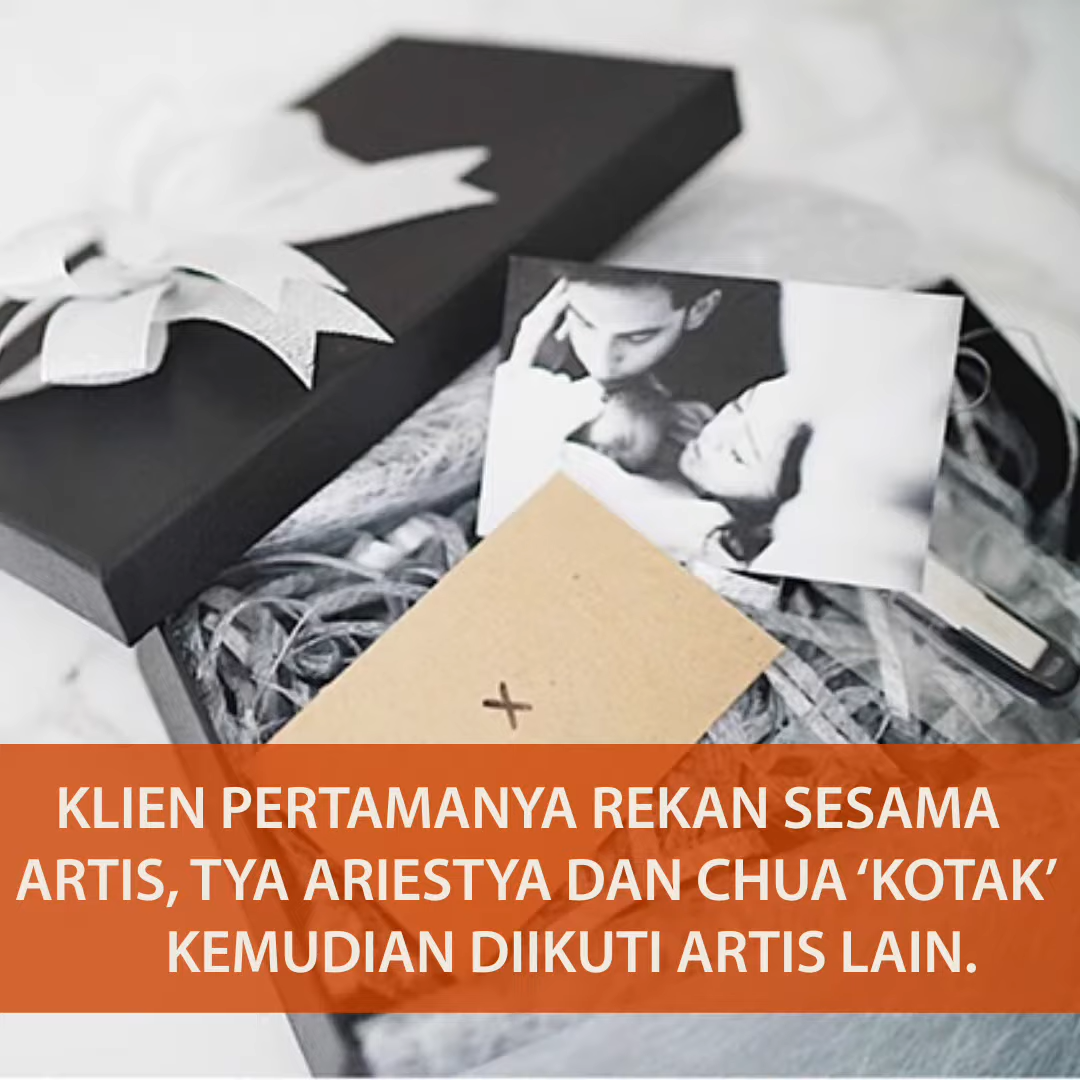 KLIEN PERTAMANYA REKAN SESAMA
ARTIS, TYA ARIESTYA DAN CHUA ‘KOTAK’
KEMUDIAN DIIKUTI ARTIS LAIN.